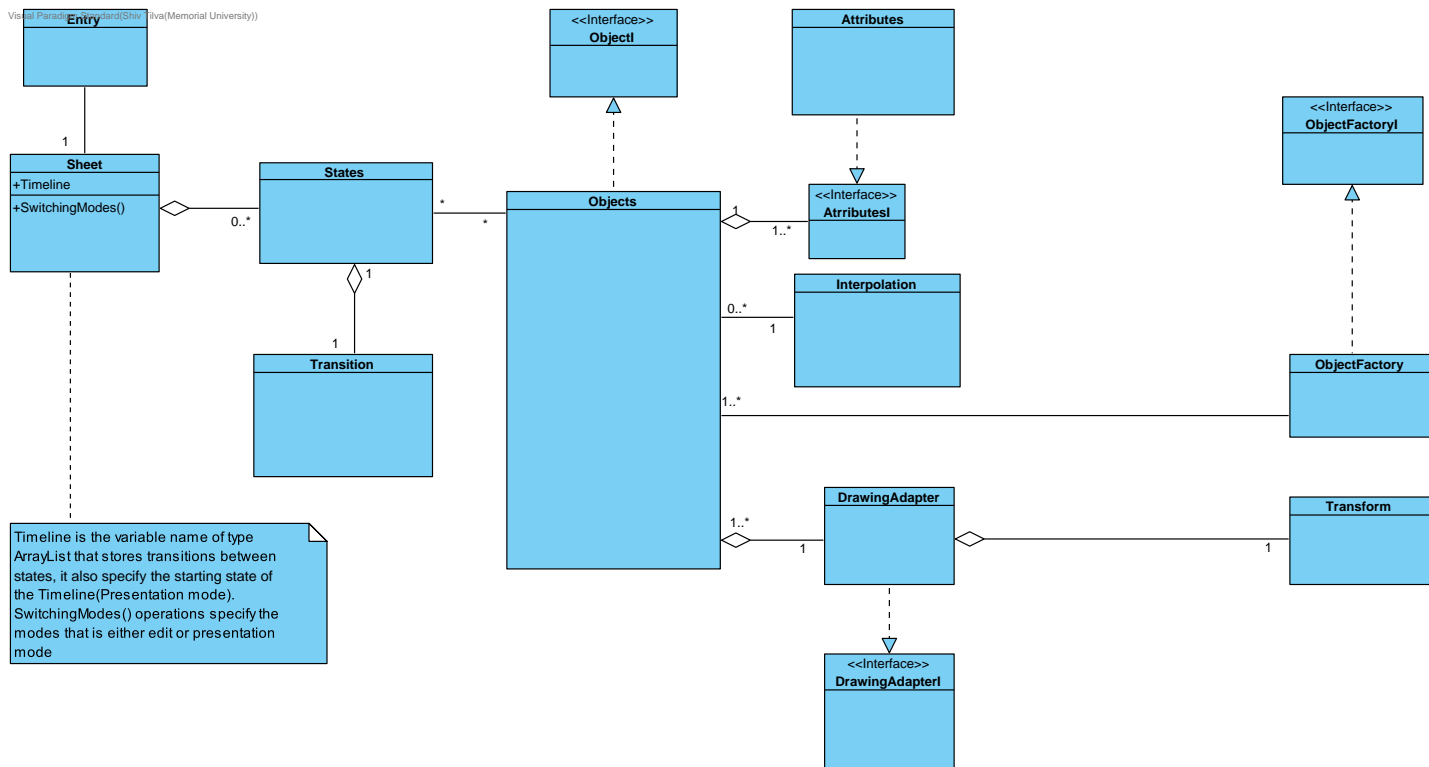 Visual Paradigm Standard(Shiv Tilva(Memorial University))
Entry
1
Sheet
+Timeline
+SwitchingModes()
0..*
States
*
*
1
1
Transition
<<Interface>>
ObjectI
Objects
Attributes
<<Interface>>
AtrributesI
1
1..*
Interpolation
0..*
1
<<Interface>>
ObjectFactoryI
ObjectFactory
1..*
DrawingAdapter
1..*
1
Transform
1
<<Interface>>
DrawingAdapterI
Timeline is the variable name of type
ArrayList that stores transitions between
states, it also specify the starting state of
the Timeline(Presentation mode).
SwitchingModes() operations specify the
modes that is either edit or presentation
mode